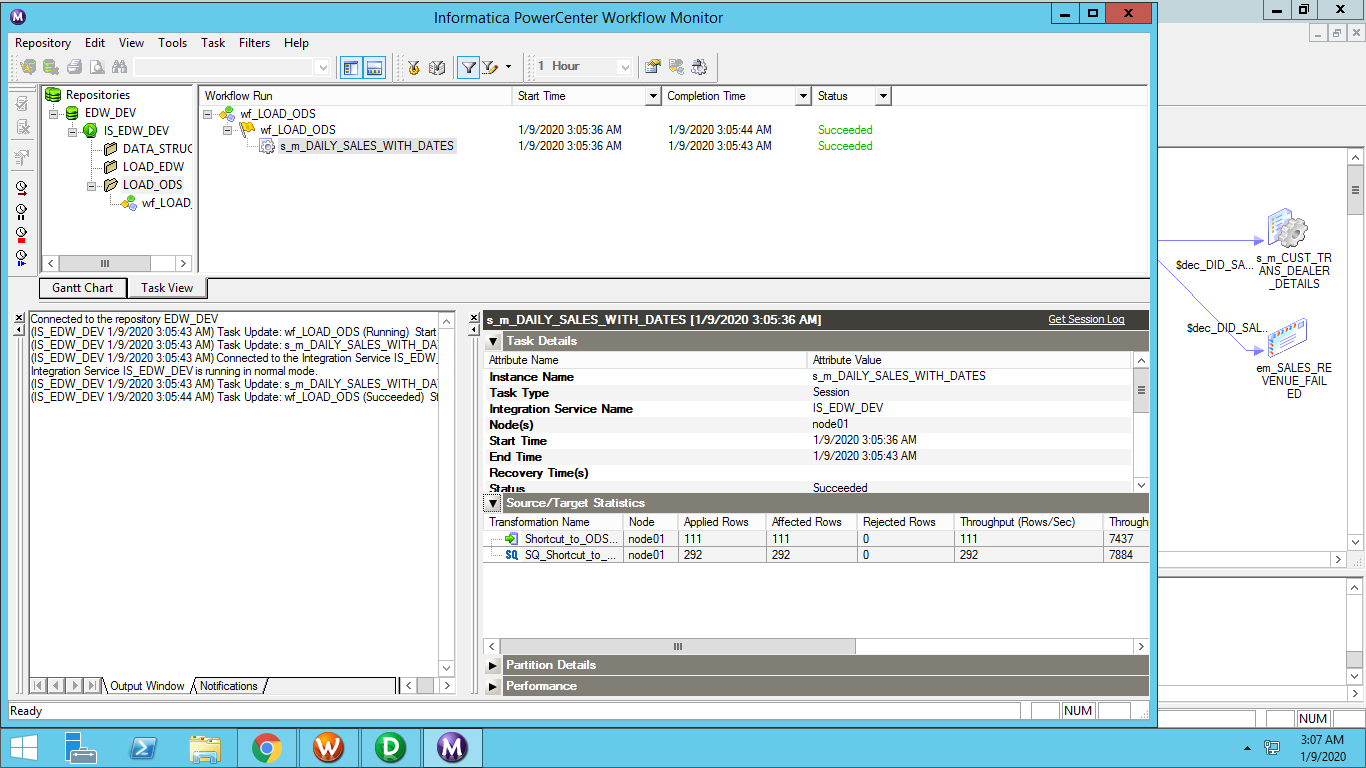 Informatica PowerCenter Workflow Monitor
Repository Edit View Tools Task Filters Help
1 Hour
Repositories
EDW_DEV
IS_EDW_DEV
DATA_STRUC
LOAD_EDW
LOAD_ODS
wf_LOAD_
Workflow Run Start Time Completion Time Status
wf_LOAD_ODS
wf_LOAD_ODS 1/9/2020 3:05:36 AM 1/9/2020 3:05:44 AM Succeeded
s_m_DAILY_SALES_WITH_DATES 1/9/2020 3:05:36 AM 1/9/2020 3:05:43 AM Succeeded
Gantt Chart Task View
Connected to the repository EDW_DEV
(IS_EDW_DEV 1/9/2020 3:05:43 AM) Task Update: wf_LOAD_ODS (Running) Start
(IS_EDW_DEV 1/9/2020 3:05:43 AM) Task Update: s_m_DAILY_SALES_WITH_DA
(IS_EDW_DEV 1/9/2020 3:05:43 AM) Connected to the Integration Service IS_EDW_
Integration Service IS_EDW_DEV is running in normal mode.
(IS_EDW_DEV 1/9/2020 3:05:43 AM) Task Update: s_m_DAILY_SALES_WITH_DA
(IS_EDW_DEV 1/9/2020 3:05:44 AM) Task Update: wf_LOAD_ODS (Succeeded) St
Output Window Notifications
s_m_DAILY_SALES_WITH_DATES [1/9/2020 3:05:36 AM] Get Session Log
Task Details
Attribute Name Attribute Value
Instance Name s_m_DAILY_SALES_WITH_DATES
Task Type Session
Integration Service Name IS_EDW_DEV
Node(s) node01
Start Time 1/9/2020 3:05:36 AM
End Time 1/9/2020 3:05:43 AM
Recovery Time(s)
Status Succeeded
Source/Target Statistics
Transformation Name Node Applied Rows Affected Rows Rejected Rows Throughput (Rows/Sec) Through
Shortcut_to_ODS... node01 111 111 0 111 7437
SQ SQ_Shortcut_to_... node01 292 292 0 292 7884
Partition Details
Performance
$dec_DID_SA...
s_m_CUST_TR
ANS_DEALER
_DETAILS
$dec_DID_SAL...
em_SALES_RE
VENUE_FAIL
ED
Ready NUM
NUM
W D M
3:07 AM
1/9/2020